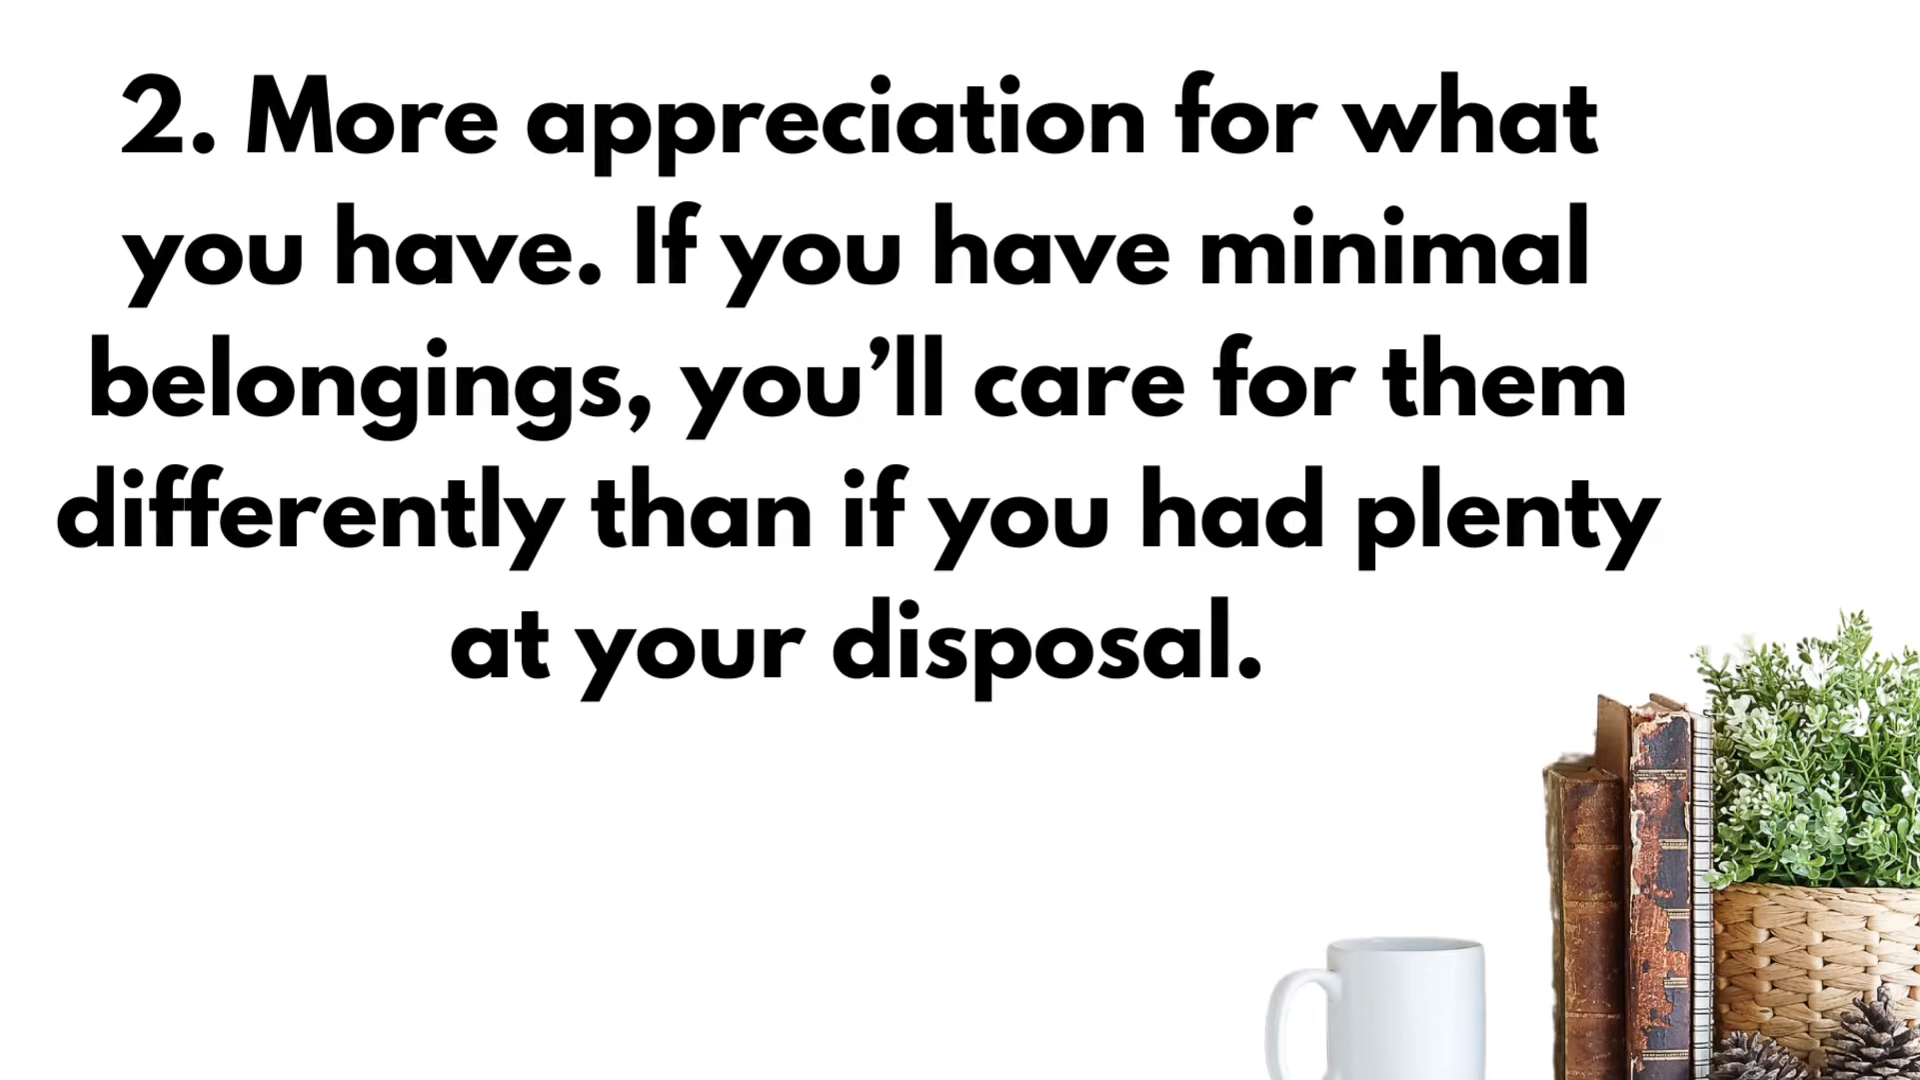 2. More appreciation for what
you have. If you have minimal
belongings, you’ll care for them
differently than if you had plenty
at your disposal.